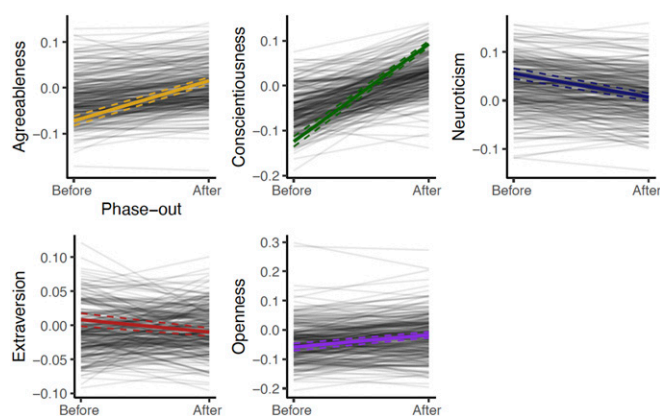 Agreeableness
0.1
0.0
−0.1
Before
After
Phase−out
Conscientiousness
0.1
0.0
−0.1
−0.2
Before
After
Neuroticism
0.1
0.0
−0.1
Before
After
Extraversion
0.10
0.05
0.00
−0.05
−0.10
Before
After
Openness
0.3
0.2
0.1
0.0
−0.1
−0.2
Before
After